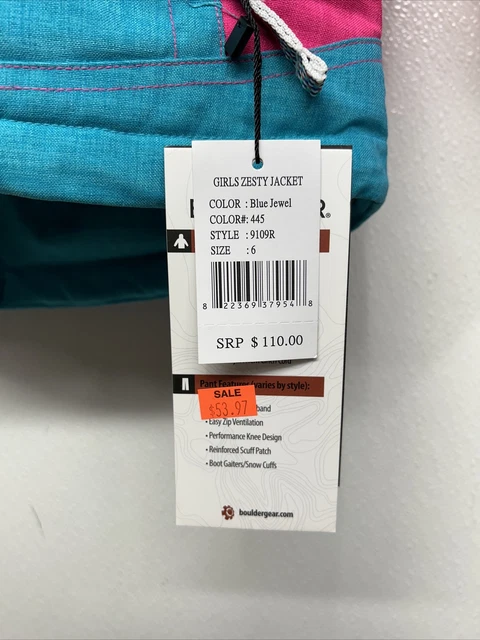 GIRLS ZESTY JACKET
COLOR : Blue Jewel
COLOR#: 445
STYLE : 9109R
SIZE : 6
8 22369 37954 8
SRP $ 110.00
Pant Features (varies by style):
SALE
$53.97
• Easy Zip Ventilation
• Performance Knee Design
• Reinforced Scuff Patch
• Boot Gaiters/Snow Cuffs
bouldergear.com